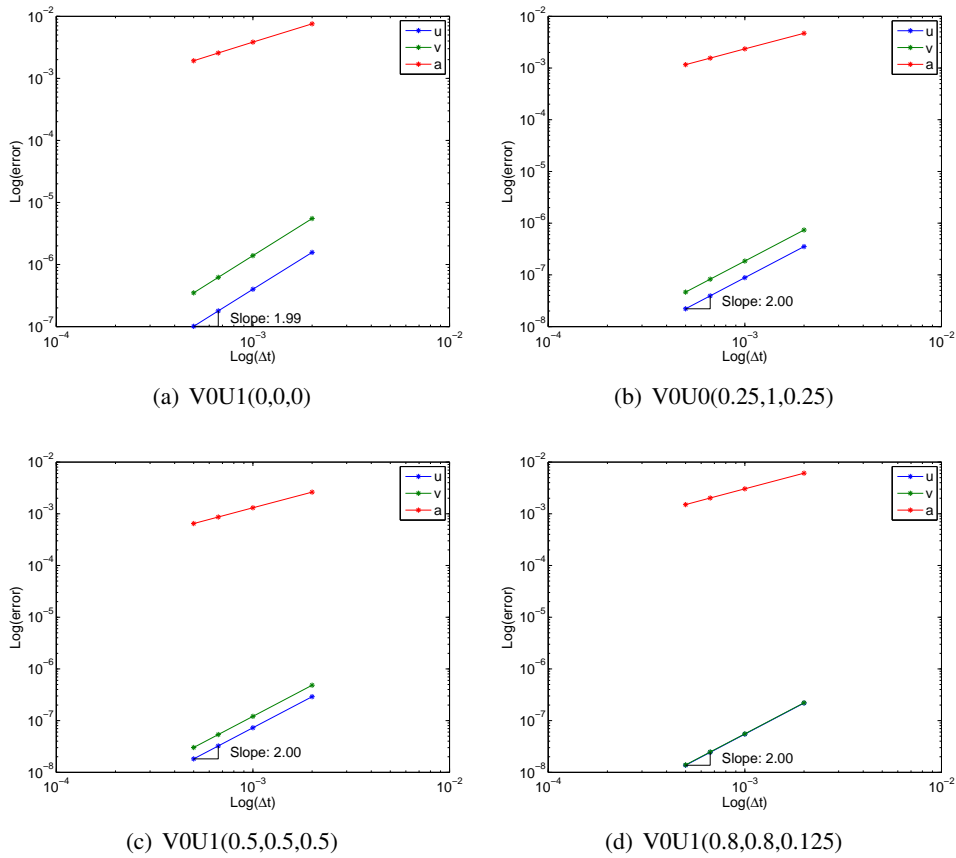 10^-2
10^-3
10^-4
10^-5
10^-6
10^-7
Log(error)
u
v
a
Slope: 1.99
10^-4
10^-3
10^-2
Log(Δt)
(a) V0U1(0,0,0)
10^-2
10^-3
10^-4
10^-5
10^-6
10^-7
10^-8
Log(error)
u
v
a
Slope: 2.00
10^-4
10^-3
10^-2
Log(Δt)
(b) V0U0(0.25,1,0.25)
10^-2
10^-3
10^-4
10^-5
10^-6
10^-7
10^-8
Log(error)
u
v
a
Slope: 2.00
10^-4
10^-3
10^-2
Log(Δt)
(c) V0U1(0.5,0.5,0.5)
10^-2
10^-3
10^-4
10^-5
10^-6
10^-7
10^-8
Log(error)
u
v
a
Slope: 2.00
10^-4
10^-3
10^-2
Log(Δt)
(d) V0U1(0.8,0.8,0.125)